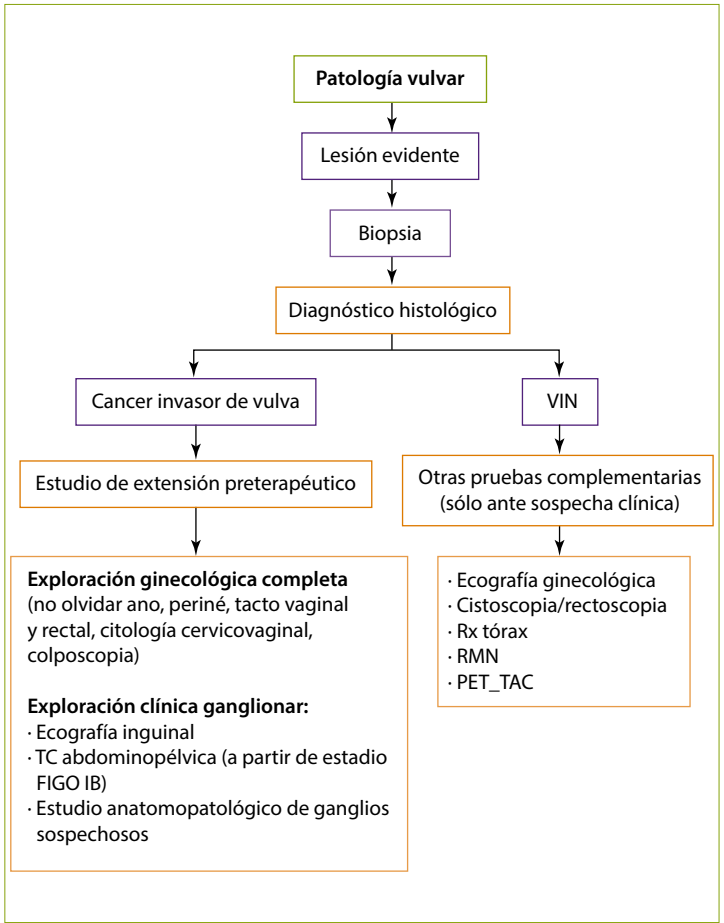 Patología vulvar
Lesión evidente
Biopsia
Diagnóstico histológico
Cancer invasor de vulva
VIN
Estudio de extensión preterapéutico
Otras pruebas complementarias
(sólo ante sospecha clínica)
Exploración ginecológica completa
(no olvidar ano, periné, tacto vaginal
y rectal, citología cervicovaginal,
colposcopia)
Exploración clínica ganglionar:
· Ecografía inguinal
· TC abdominopélvica (a partir de estadio
FIGO IB)
· Estudio anatomopatológico de ganglios
sospechosos
· Ecografía ginecológica
· Cistoscopia/rectoscopia
· Rx tórax
· RMN
· PET_TAC